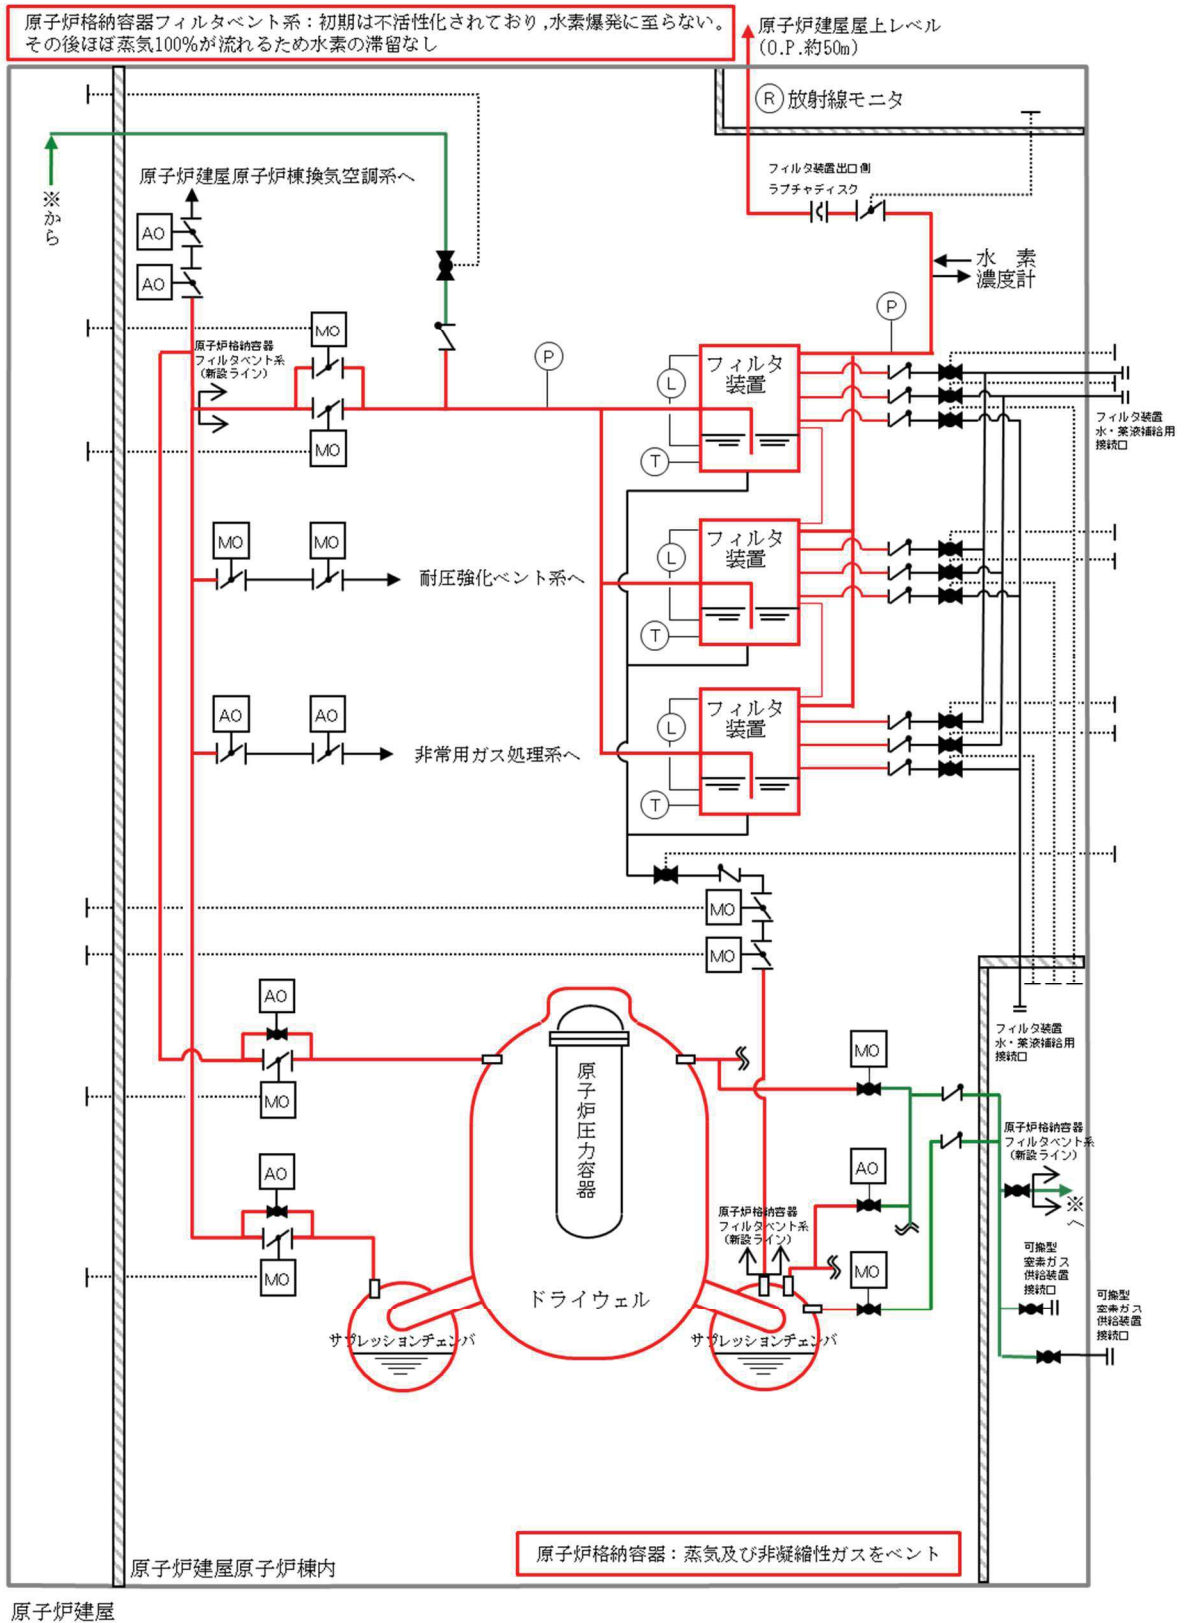 原子炉格納容器フィルタベント系：初期は不活性化されており,水素爆発に至らない。
その後ほぼ蒸気100%が流れるため水素の滞留なし
原子炉建屋屋上レベル
(O.P.約50m)
R 放射線モニタ
フィルタ装置出口側
ラプチャディスク
※から
原子炉建屋原子炉棟換気空調系へ
AO
AO
水 素
濃度計
P
P
MO
原子炉格納容器
フィルタベント系
(新設ライン)
MO
フィルタ
装置
L
T
フィルタ装置
水・薬液補給用
接続口
MO
MO
耐圧強化ベント系へ
フィルタ
装置
L
T
AO
AO
非常用ガス処理系へ
フィルタ
装置
L
T
MO
MO
AO
MO
原子炉圧力容器
MO
フィルタ装置
水・薬液補給用
接続口
原子炉格納容器
フィルタベント系
(新設ライン)
※へ
AO
MO
AO
原子炉格納容器
フィルタベント系
(新設ライン)
MO
可搬型
窒素ガス
供給装置
接続口
可搬型
窒素ガス
供給装置
接続口
ドライウェル
サプレッションチェンバ
サプレッションチェンバ
原子炉格納容器：蒸気及び非凝縮性ガスをベント
原子炉建屋原子炉棟内
原子炉建屋